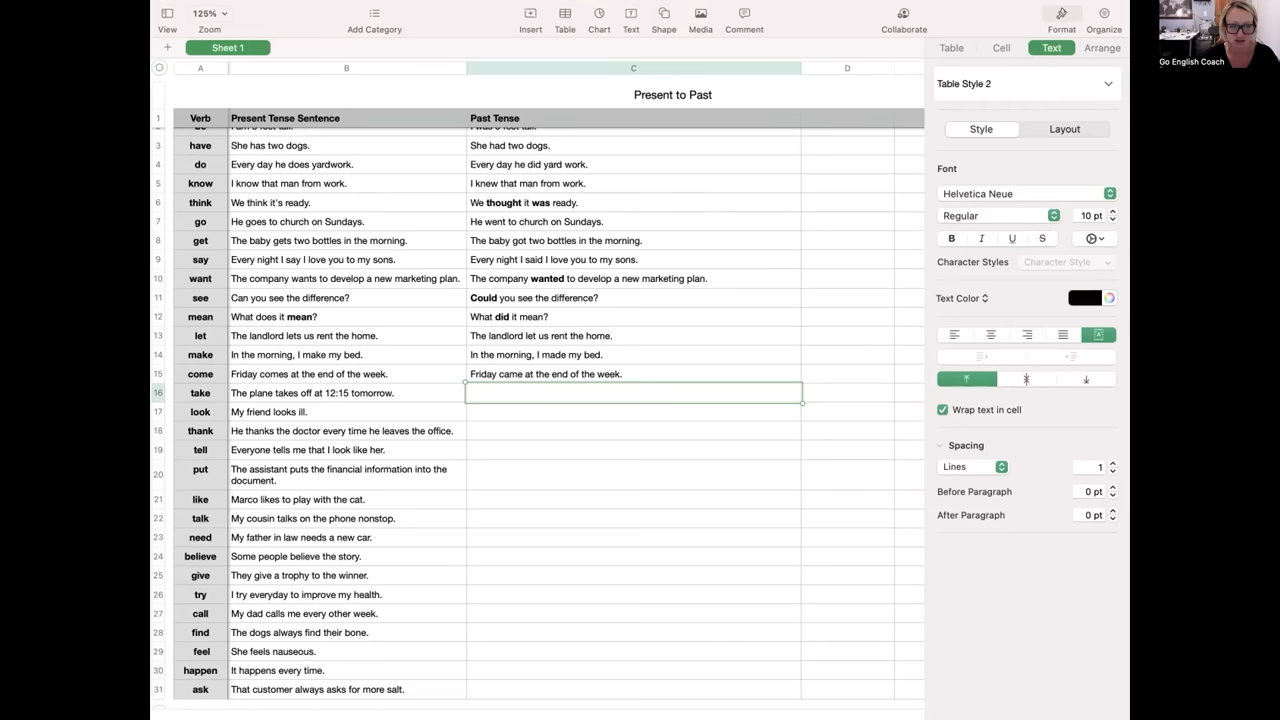 125%
View
Zoom
Add Category
Insert
Table
Chart
Text
Shape
Media
Comment
Collaborate
Format
Organize
Go English Coach
+
Sheet 1
Table
Cell
Text
Arrange
A
B
C
D
Table Style 2
Present to Past
1 Verb Present Tense Sentence Past Tense
3 have She has two dogs. She had two dogs.
4 do Every day he does yardwork. Every day he did yard work.
5 know I know that man from work. I knew that man from work.
6 think We think it's ready. We thought it was ready.
7 go He goes to church on Sundays. He went to church on Sundays.
8 get The baby gets two bottles in the morning. The baby got two bottles in the morning.
9 say Every night I say I love you to my sons. Every night I said I love you to my sons.
10 want The company wants to develop a new marketing plan. The company wanted to develop a new marketing plan.
11 see Can you see the difference? Could you see the difference?
12 mean What does it mean? What did it mean?
13 let The landlord lets us rent the home. The landlord let us rent the home.
14 make In the morning, I make my bed. In the morning, I made my bed.
15 come Friday comes at the end of the week. Friday came at the end of the week.
16 take The plane takes off at 12:15 tomorrow.
17 look My friend looks ill.
18 thank He thanks the doctor every time he leaves the office.
19 tell Everyone tells me that I look like her.
20 put The assistant puts the financial information into the
document.
21 like Marco likes to play with the cat.
22 talk My cousin talks on the phone nonstop.
23 need My father in law needs a new car.
24 believe Some people believe the story.
25 give They give a trophy to the winner.
26 try I try everyday to improve my health.
27 call My dad calls me every other week.
28 find The dogs always find their bone.
29 feel She feels nauseous.
30 happen It happens every time.
31 ask That customer always asks for more salt.
Style
Layout
Font
Helvetica Neue
Regular
10 pt
B I U S
Character Styles
Character Style
Text Color
Wrap text in cell
Spacing
Lines
1
Before Paragraph
0 pt
After Paragraph
0 pt